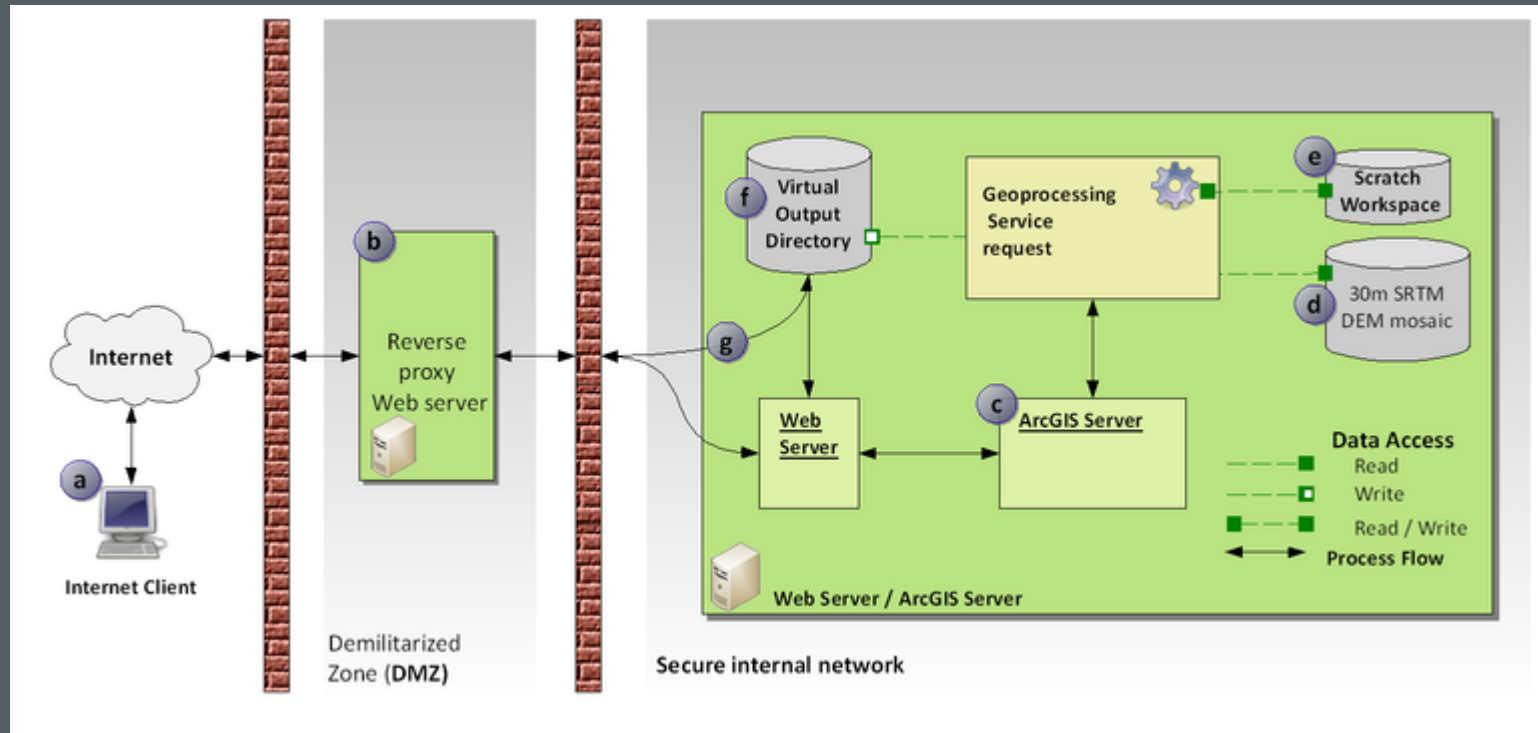 Internet
a
Internet Client
b
Reverse
proxy
Web server
Demilitarized
Zone (DMZ)
f
Virtual
Output
Directory
Geoprocessing
Service
request
e
Scratch
Workspace
d
30m SRTM
DEM mosaic
g
Web
Server
c
ArcGIS Server
Data Access
Read
Write
Read / Write
Process Flow
Web Server / ArcGIS Server
Secure internal network